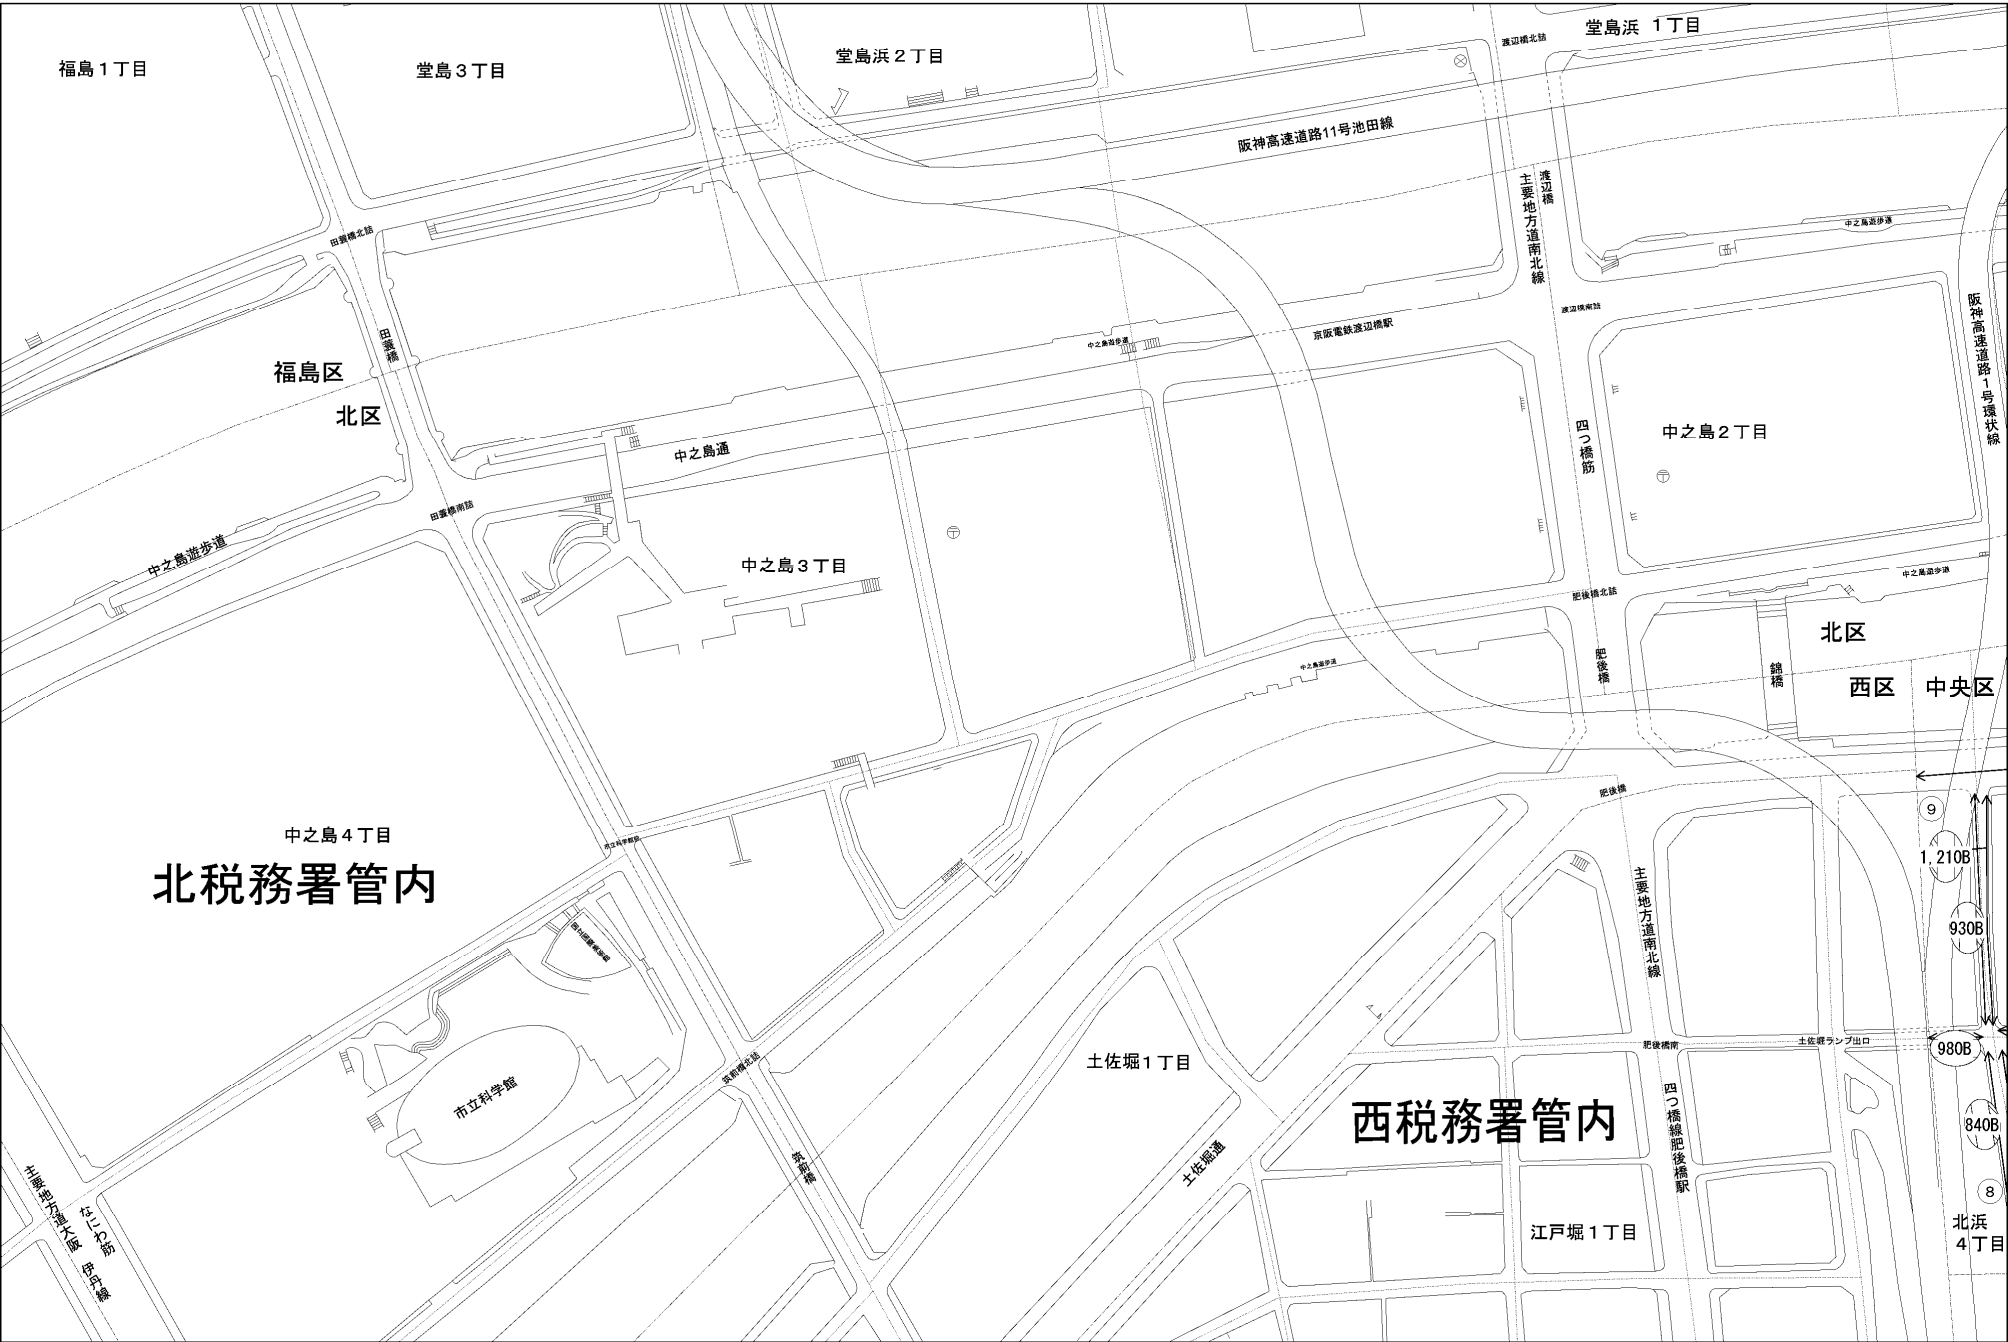 福島1丁目
堂島3丁目
堂島浜2丁目
渡辺橋北詰
堂島浜 1丁目
阪神高速道路11号池田線
渡辺橋
主要地方道南北線
中之島遊歩道
田蓑橋北詰
田蓑橋
福島区
北区
中之島遊歩道
京阪電鉄渡辺橋駅
渡辺橋南詰
阪神高速道路1号環状線
中之島通
四つ橋筋
中之島2丁目
田蓑橋南詰
中之島遊歩道
中之島3丁目
肥後橋北詰
中之島遊歩道
北区
中之島遊歩道
肥後橋
錦橋
西区
中央区
肥後橋
9
中之島4丁目
市立科学館前
北税務署管内
1,210B
主要地方道南北線
930B
国立国際美術館
肥後橋南
土佐堀ランプ出口
980B
土佐堀1丁目
筑前橋北詰
市立科学館
西税務署管内
840B
四つ橋線肥後橋駅
土佐堀通
筑前橋
主要地方道大阪 伊丹線
なにわ筋
8
江戸堀1丁目
北浜
4丁目